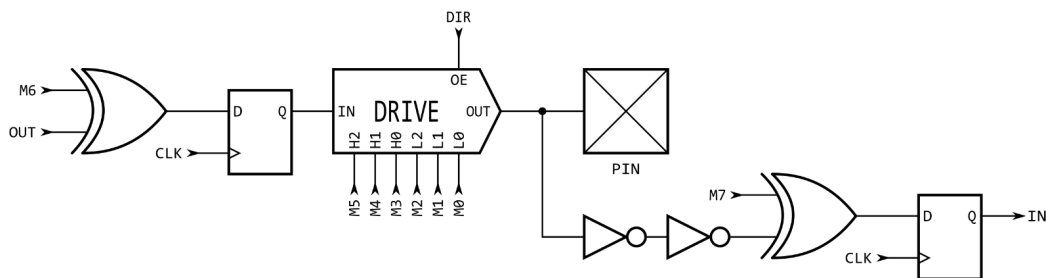 DIR
OE
M6
OUT
D Q
CLK
IN DRIVE OUT
H2 H1 H0 L2 L1 L0
M5 M4 M3 M2 M1 M0
PIN
M7
D Q
IN
CLK